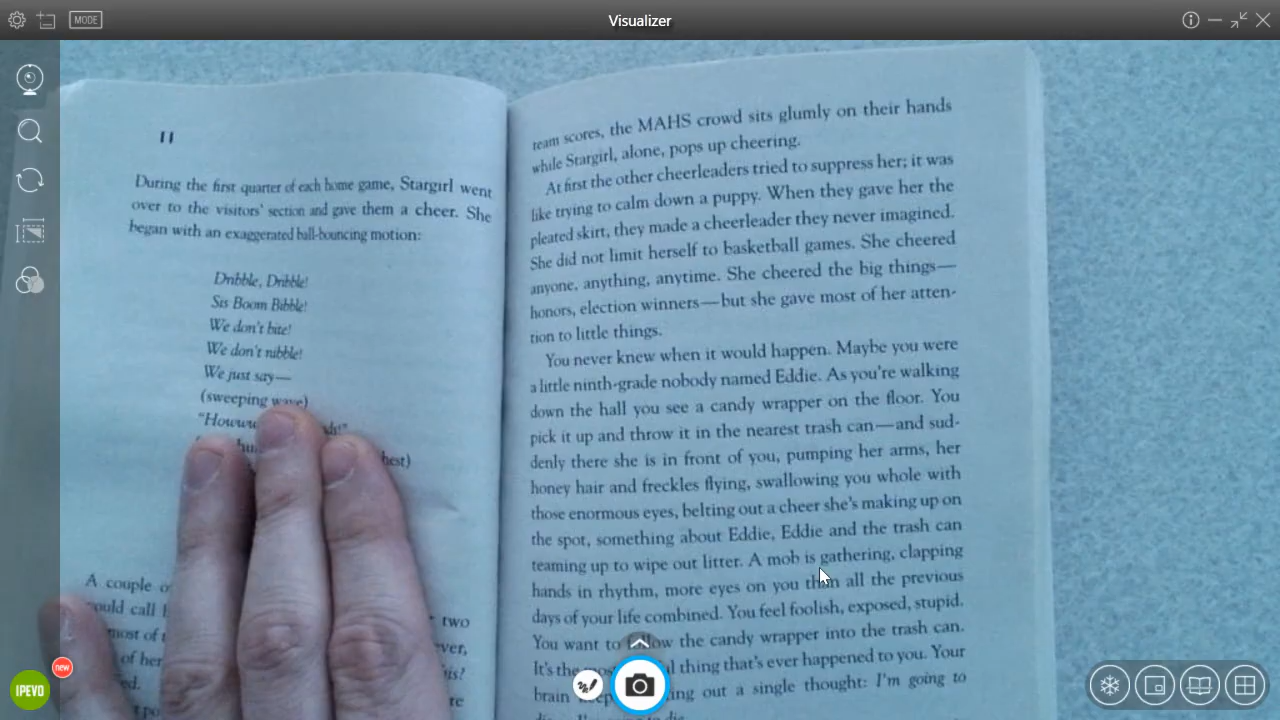 MODE
Visualizer
11
During the first quarter of each home game, Stargirl went
over to the visitors' section and gave them a cheer. She
began with an exaggerated ball-bouncing motion:
Dribble, Dribble!
Sis Boom Bibble!
We don't bite!
We don't nibble!
We just say—
(sweeping wave)
A couple
most of
of her
two
team scores, the MAHS crowd sits glumly on their hands
while Stargirl, alone, pops up cheering.
At first the other cheerleaders tried to suppress her; it was
like trying to calm down a puppy. When they gave her the
pleated skirt, they made a cheerleader they never imagined.
She did not limit herself to basketball games. She cheered
anyone, anything, anytime. She cheered the big things—
honors, election winners—but she gave most of her atten-
tion to little things.
You never knew when it would happen. Maybe you were
a little ninth-grade nobody named Eddie. As you're walking
down the hall you see a candy wrapper on the floor. You
pick it up and throw it in the nearest trash can—and sud-
denly there she is in front of you, pumping her arms, her
honey hair and freckles flying, swallowing you whole with
those enormous eyes, belting out a cheer she's making up on
the spot, something about Eddie, Eddie and the trash can
teaming up to wipe out litter. A mob is gathering, clapping
hands in rhythm, more eyes on you than all the previous
days of your life combined. You feel foolish, exposed, stupid.
You want to follow the candy wrapper into the trash can.
It's the thing that's ever happened to you. Your
brain out a single thought: I'm going to
new
IPEVO